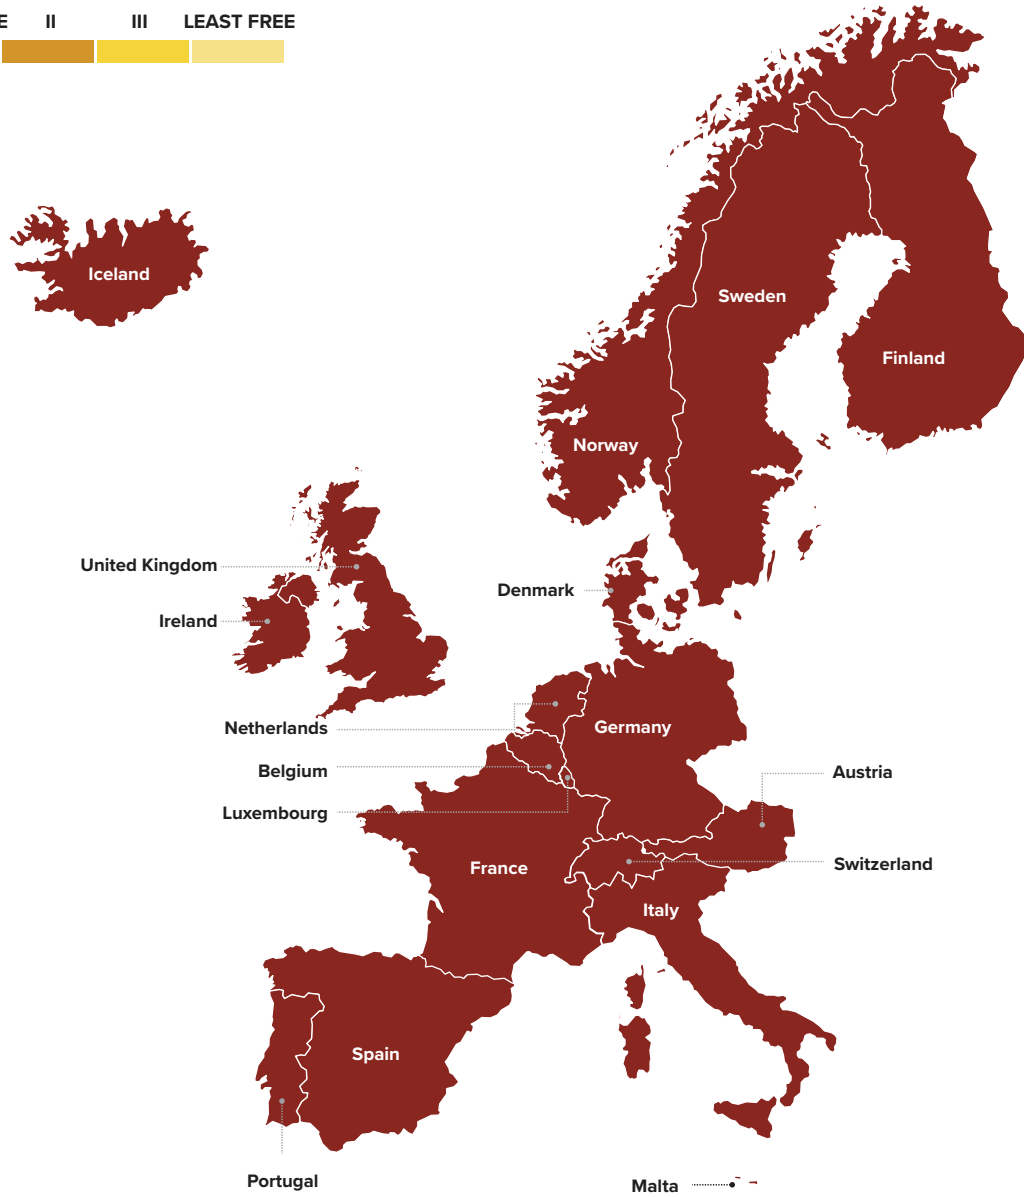 E II III LEAST FREE
Iceland
Sweden
Finland
Norway
United Kingdom
Denmark
Ireland
Netherlands
Germany
Belgium
Austria
Luxembourg
France
Switzerland
Italy
Spain
Portugal
Malta